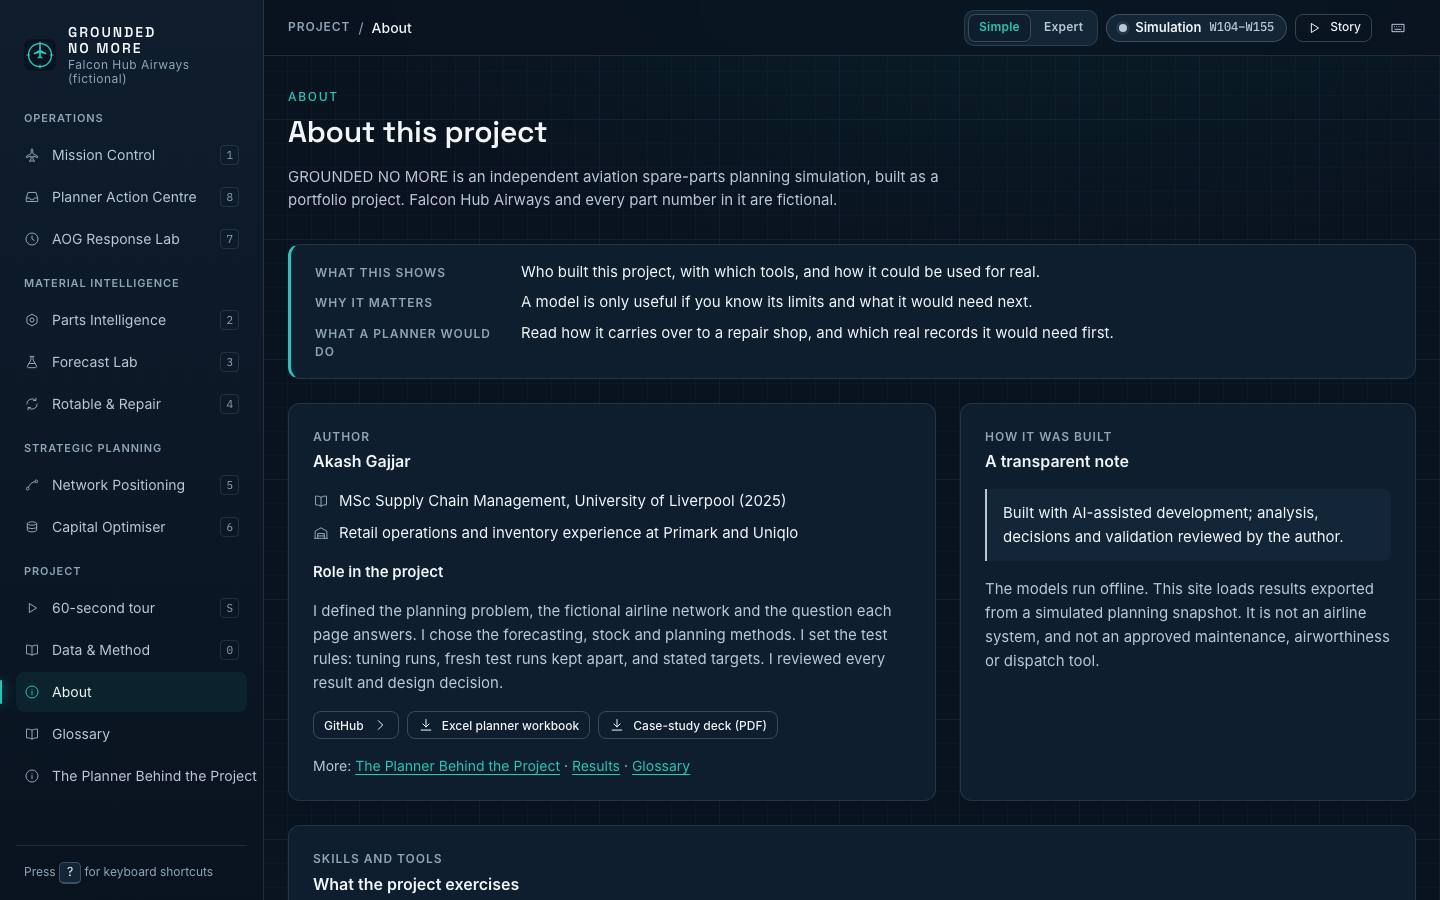 GROUNDED
NO MORE
Falcon Hub Airways
(fictional)
OPERATIONS
Mission Control 1
Planner Action Centre 8
AOG Response Lab 7
MATERIAL INTELLIGENCE
Parts Intelligence 2
Forecast Lab 3
Rotable & Repair 4
STRATEGIC PLANNING
Network Positioning 5
Capital Optimiser 6
PROJECT
60-second tour S
Data & Method 0
About
Glossary
The Planner Behind the Project
Press ? for keyboard shortcuts
PROJECT / About
Simple Expert Simulation W104–W155 Story
ABOUT
About this project
GROUNDED NO MORE is an independent aviation spare-parts planning simulation, built as a
portfolio project. Falcon Hub Airways and every part number in it are fictional.
WHAT THIS SHOWS Who built this project, with which tools, and how it could be used for real.
WHY IT MATTERS A model is only useful if you know its limits and what it would need next.
WHAT A PLANNER WOULD Read how it carries over to a repair shop, and which real records it would need first.
DO
AUTHOR
Akash Gajjar
MSc Supply Chain Management, University of Liverpool (2025)
Retail operations and inventory experience at Primark and Uniqlo
Role in the project
I defined the planning problem, the fictional airline network and the question each
page answers. I chose the forecasting, stock and planning methods. I set the test
rules: tuning runs, fresh test runs kept apart, and stated targets. I reviewed every
result and design decision.
GitHub Excel planner workbook Case-study deck (PDF)
More: The Planner Behind the Project · Results · Glossary
HOW IT WAS BUILT
A transparent note
Built with AI-assisted development; analysis,
decisions and validation reviewed by the author.
The models run offline. This site loads results exported
from a simulated planning snapshot. It is not an airline
system, and not an approved maintenance, airworthiness
or dispatch tool.
SKILLS AND TOOLS
What the project exercises